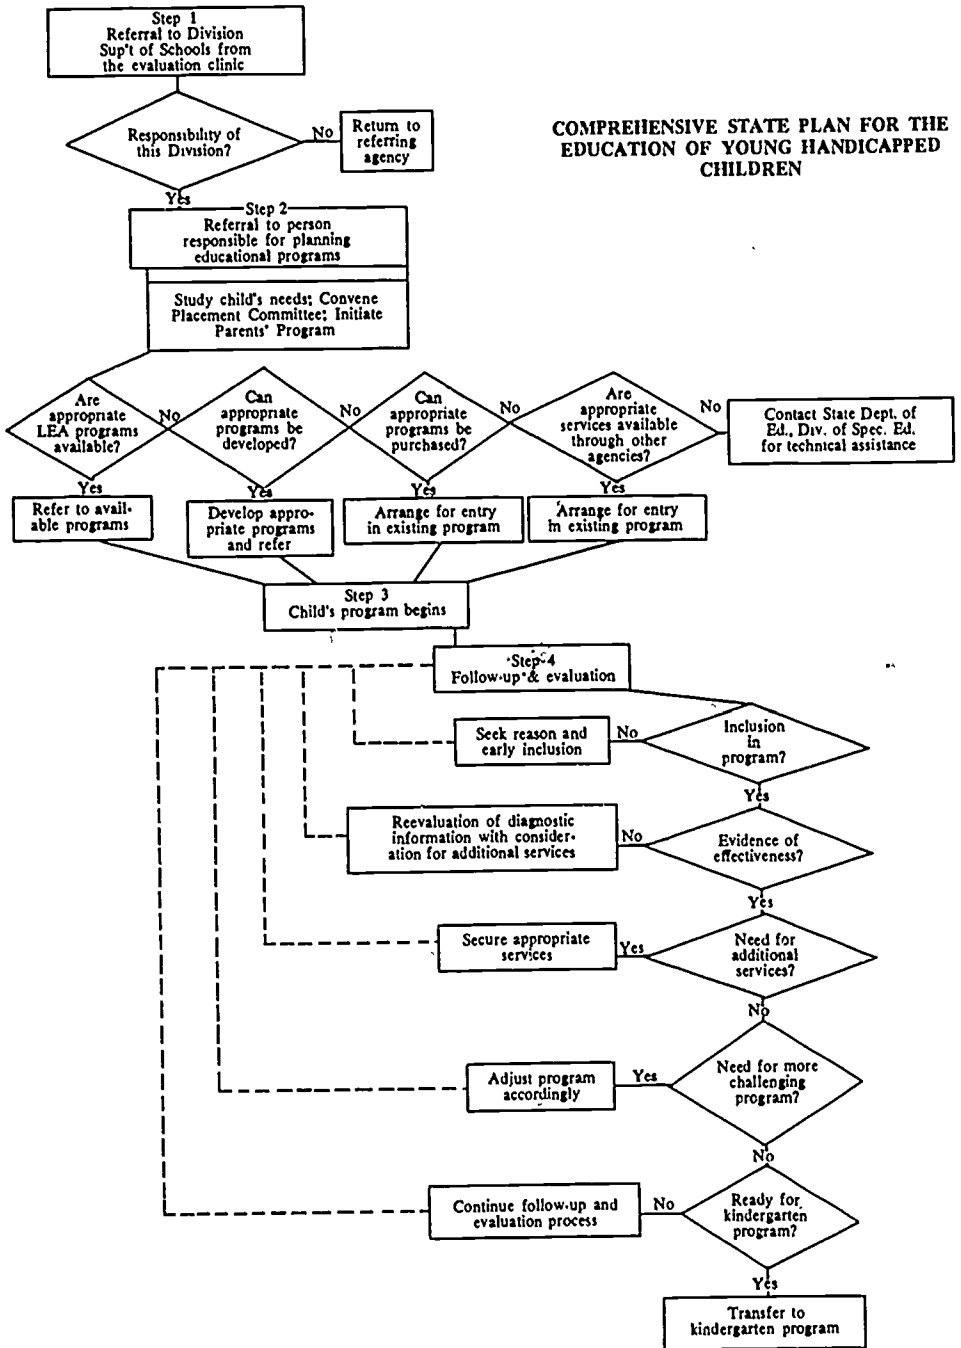 Step 1
Referral to Division
Sup't of Schools from
the evaluation clinic
Responsibility of
this Division?
No
Return to
referring
agency
COMPREHENSIVE STATE PLAN FOR THE
EDUCATION OF YOUNG HANDICAPPED
CHILDREN
Yes
Step 2
Referral to person
responsible for planning
educational programs
Study child's needs; Convene
Placement Committee; Initiate
Parents' Program
Are
appropriate
LEA programs
available?
No
Can
appropriate
programs be
developed?
No
Can
appropriate
programs be
purchased?
No
Are
appropriate
services available
through other
agencies?
No
Contact State Dept. of
Ed., Div. of Spec. Ed.
for technical assistance
Yes
Refer to avail-
able programs
Yes
Develop appro-
priate programs
and refer
Yes
Arrange for entry
in existing program
Yes
Arrange for entry
in existing program
Step 3
Child's program begins
Step 4
Follow-up & evaluation
Inclusion
in
program?
No
Seek reason and
early inclusion
Yes
Evidence of
effectiveness?
No
Reevaluation of diagnostic
information with consider-
ation for additional services
Yes
Need for
additional
services?
Yes
Secure appropriate
services
No
Need for more
challenging
program?
Yes
Adjust program
accordingly
No
Ready for
kindergarten
program?
No
Continue follow-up and
evaluation process
Yes
Transfer to
kindergarten program